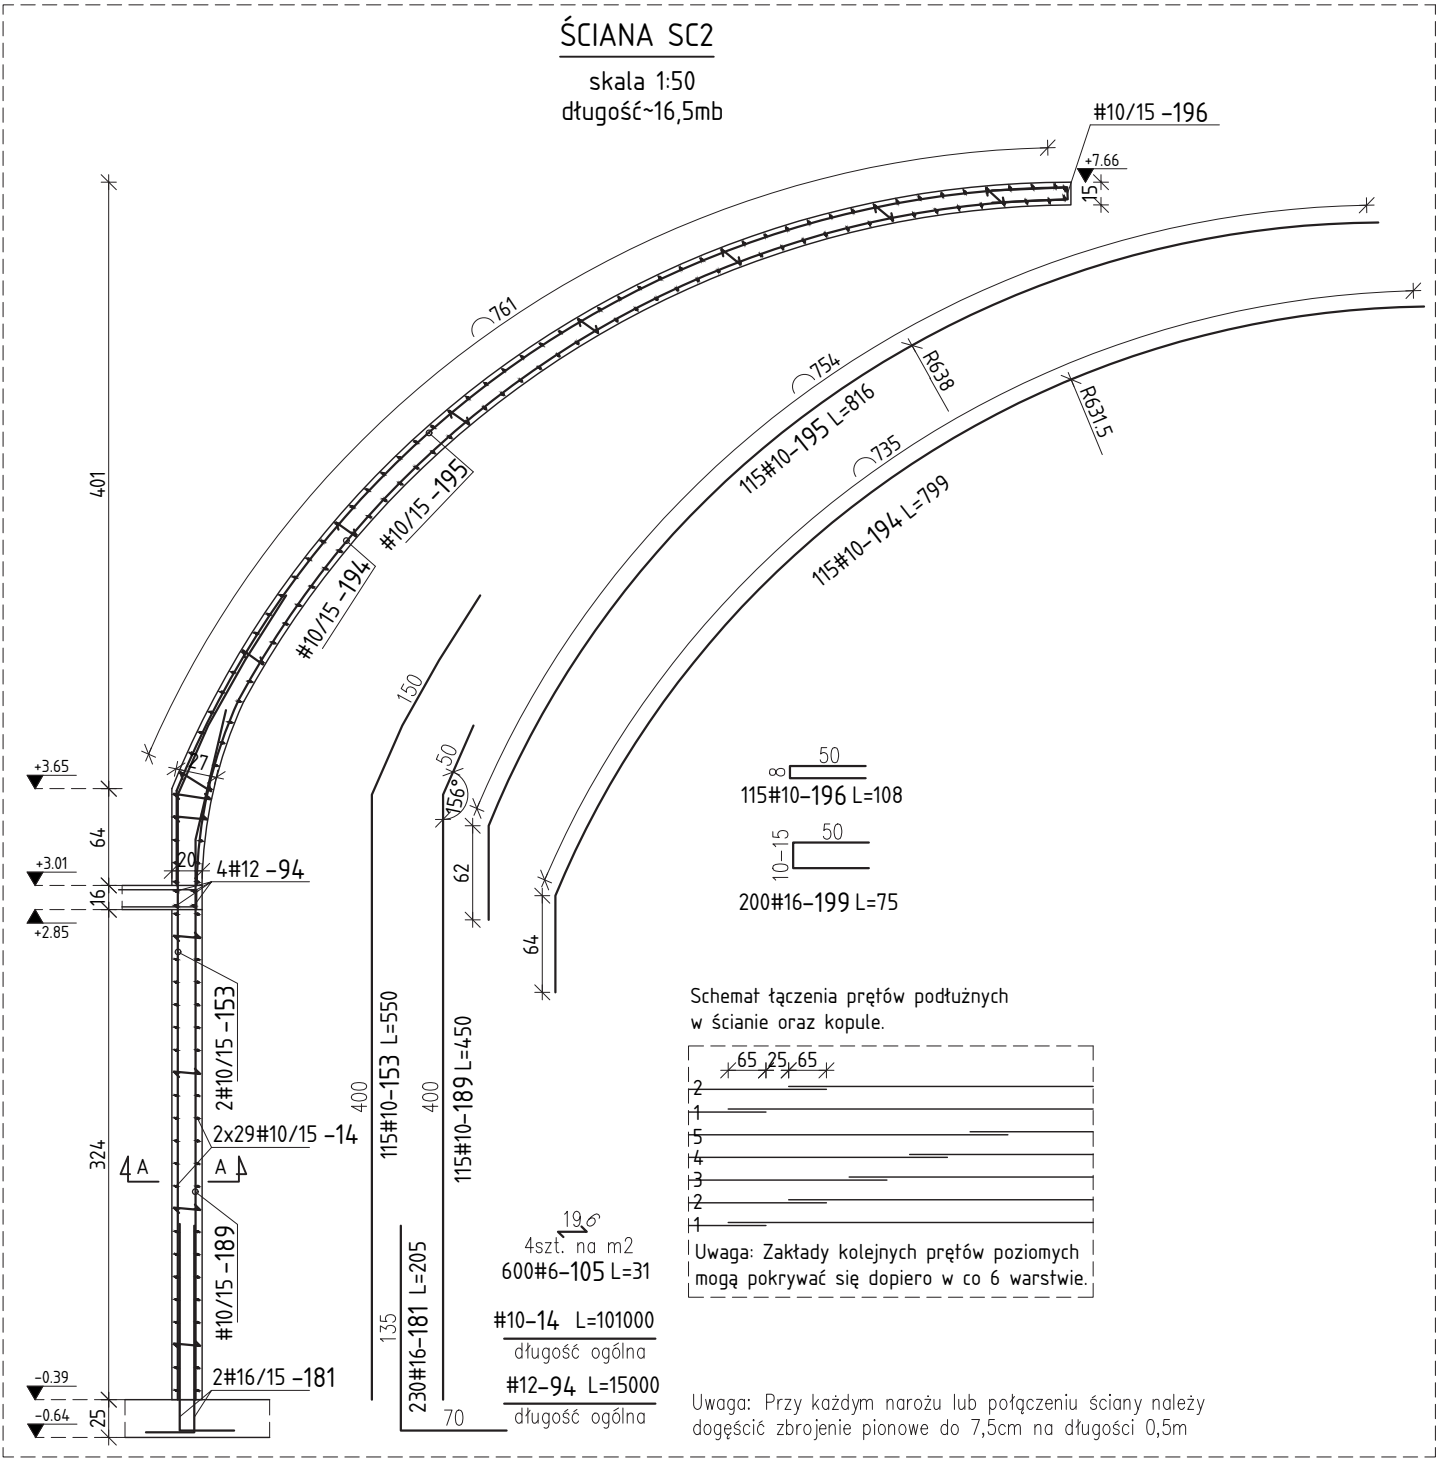 ŚCIANA SC2
skala 1:50
długość~16,5mb
#10/15 -196
+7.66
15
761
754
R638
115#10-195 L=816
735
R631.5
115#10-194 L=799
401
#10/15 -195
#10/15 -194
150
50
156°
27
+3.65
64
20
+3.01
4#12 -94
16
+2.85
62
64
50
8
115#10-196 L=108
50
10-15
200#16-199 L=75
2#10/15 -153
115#10-153 L=550
400
115#10-189 L=450
400
2x29#10/15 -14
324
A
A
#10/15 -189
Schemat łączenia prętów podłużnych
w ścianie oraz kopule.
65
25
65
2
1
5
4
3
2
1
Uwaga: Zakłady kolejnych prętów poziomych
mogą pokrywać się dopiero w co 6 warstwie.
19
6
4szt. na m2
600#6-105 L=31
#10-14 L=101000
długość ogólna
#12-94 L=15000
długość ogólna
135
230#16-181 L=205
70
2#16/15 -181
-0.39
-0.64
25
Uwaga: Przy każdym narożu lub połączeniu ściany należy
dogęścić zbrojenie pionowe do 7,5cm na długości 0,5m